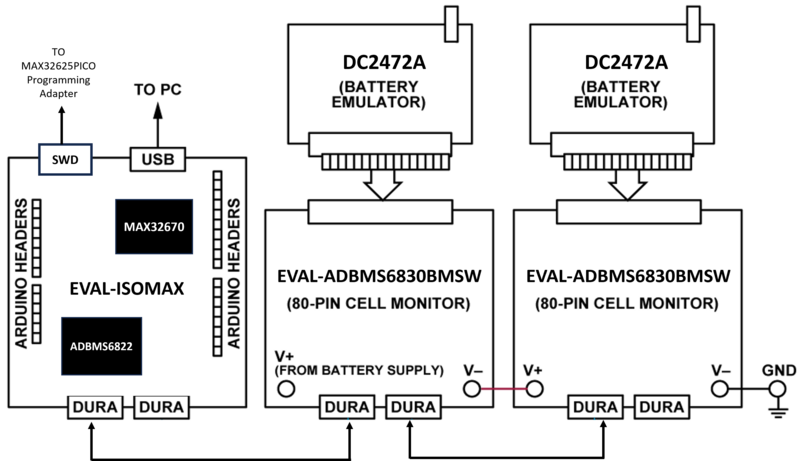 TO
MAX32625PICO
Programming
Adapter
TO PC
SWD
USB
ARDUINO HEADERS
ARDUINO HEADERS
MAX32670
EVAL-ISOMAX
ADBMS6822
DURA
DURA
DC2472A
(BATTERY
EMULATOR)
EVAL-ADBMS6830BMSW
(80-PIN CELL MONITOR)
V+
(FROM BATTERY SUPPLY)
V–
DURA
DURA
DC2472A
(BATTERY
EMULATOR)
EVAL-ADBMS6830BMSW
(80-PIN CELL MONITOR)
V+
V–
GND
DURA
DURA